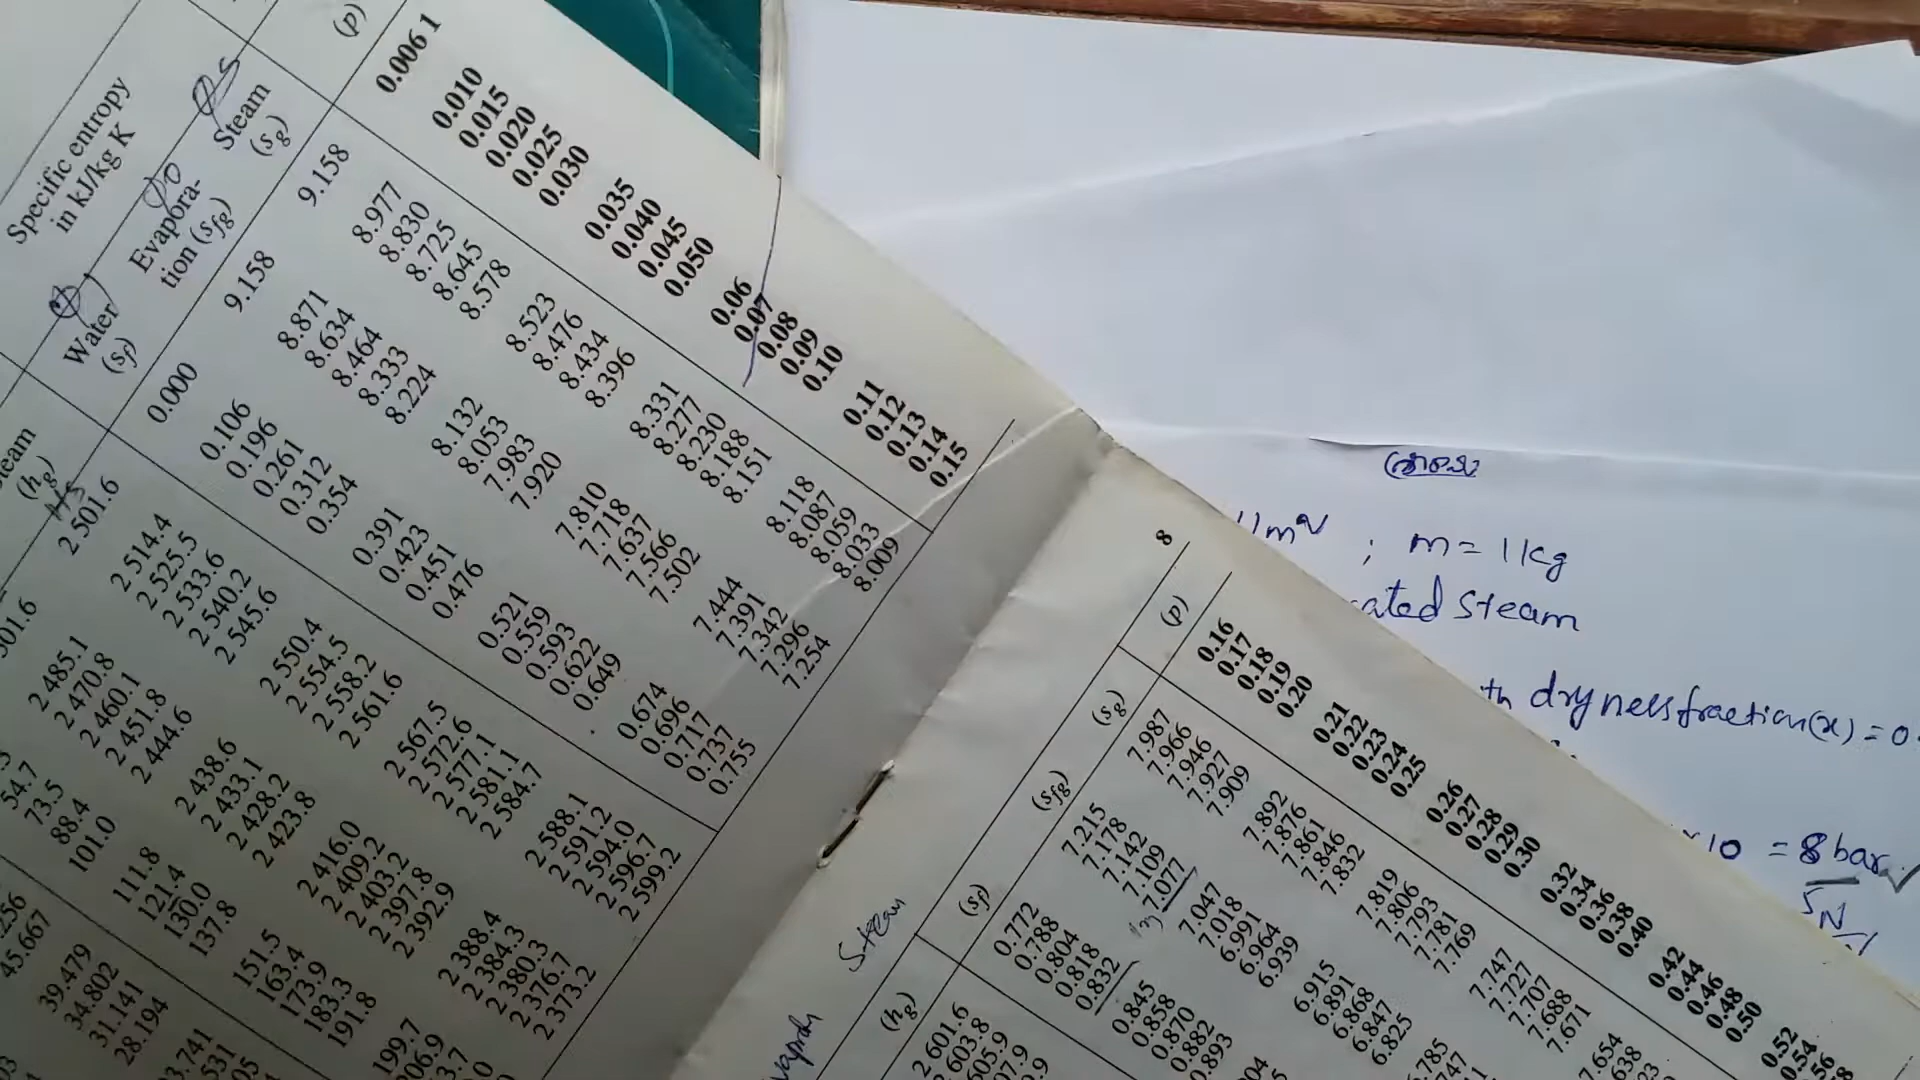 Specific entropy
in kJ/kg K
Water
(sf)
Evapora-
tion (sfg)
Steam
(sg)
(p)
(hg)
2 501.6 0.000 9.158 9.158 0.006 1
54.7 2 485.1 2 514.4 0.106 8.871 8.977 0.010
73.5 2 470.8 2 525.5 0.196 8.634 8.830 0.015
88.4 2 460.1 2 533.6 0.261 8.464 8.725 0.020
101.0 2 451.8 2 540.2 0.312 8.333 8.645 0.025
2 444.6 2 545.6 0.354 8.224 8.578 0.030
39.479 111.8 2 438.6 2 550.4 0.391 8.132 8.523 0.035
34.802 121.4 2 433.1 2 554.5 0.423 8.053 8.476 0.040
31.141 130.0 2 428.2 2 558.2 0.451 7.983 8.434 0.045
28.194 137.8 2 423.8 2 561.6 0.476 7.920 8.396 0.050
151.5 2 416.0 2 567.5 0.521 7.810 8.331 0.06
163.4 2 409.2 2 572.6 0.559 7.718 8.277 0.07
173.9 2 403.2 2 577.1 0.593 7.637 8.230 0.08
183.3 2 397.8 2 581.1 0.622 7.566 8.188 0.09
191.8 2 392.9 2 584.7 0.649 7.502 8.151 0.10
199.7 2 388.4 2 588.1 0.674 7.444 8.118 0.11
2 384.3 2 591.2 0.696 7.391 8.087 0.12
2 380.3 2 594.0 0.717 7.342 8.059 0.13
2 376.7 2 596.7 0.737 7.296 8.033 0.14
2 373.2 2 599.2 0.755 7.254 8.009 0.15
8
Steam
(hg) (sf) (sfg) (sg) (p)
2 601.6 0.772 7.215 7.987 0.16
2 603.8 0.788 7.178 7.966 0.17
0.804 7.142 7.946 0.18
0.818 7.109 7.927 0.19
0.832 7.077 7.909 0.20
0.845 7.047 7.892 0.21
0.858 7.018 7.876 0.22
0.870 6.991 7.861 0.23
0.882 6.964 7.846 0.24
0.893 6.939 7.832 0.25
6.915 7.819 0.26
6.891 7.806 0.27
6.868 7.793 0.28
6.847 7.781 0.29
6.825 7.769 0.30
7.747 0.32
7.727 0.34
7.707 0.36
7.688 0.38
7.671 0.40
7.654 0.42
0.44
0.46
0.48
0.50
0.52
; m = 1 kg
Steam
dryness fraction (x) = 0.
10 = 8 bar